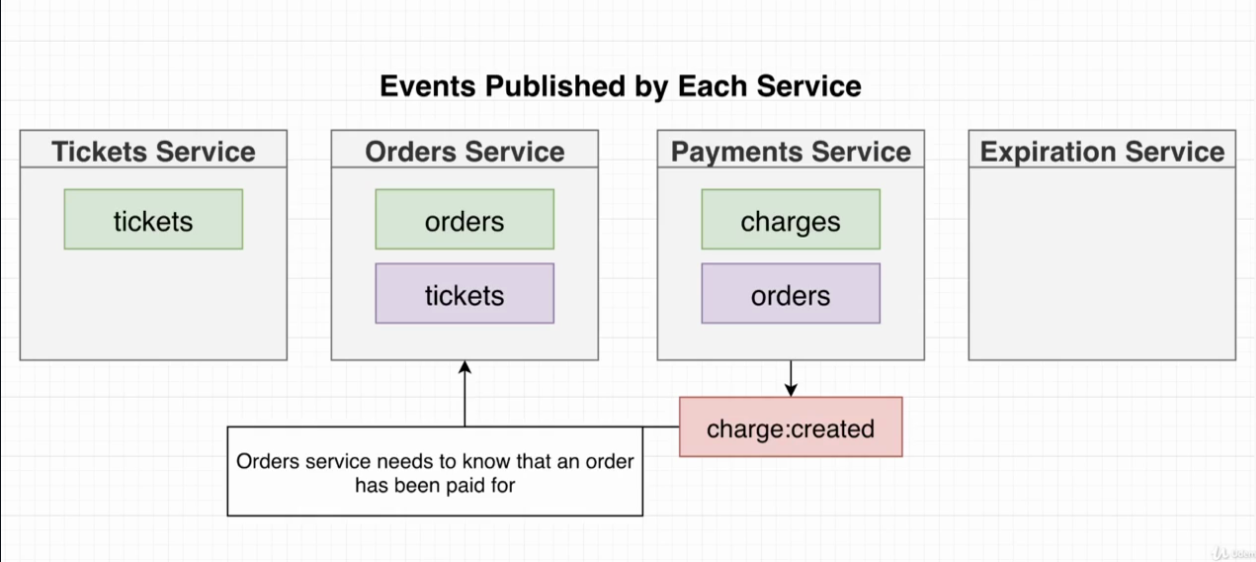 Events Published by Each Service
Tickets Service
tickets
Orders Service
orders
tickets
Payments Service
charges
orders
Expiration Service
charge:created
Orders service needs to know that an order
has been paid for